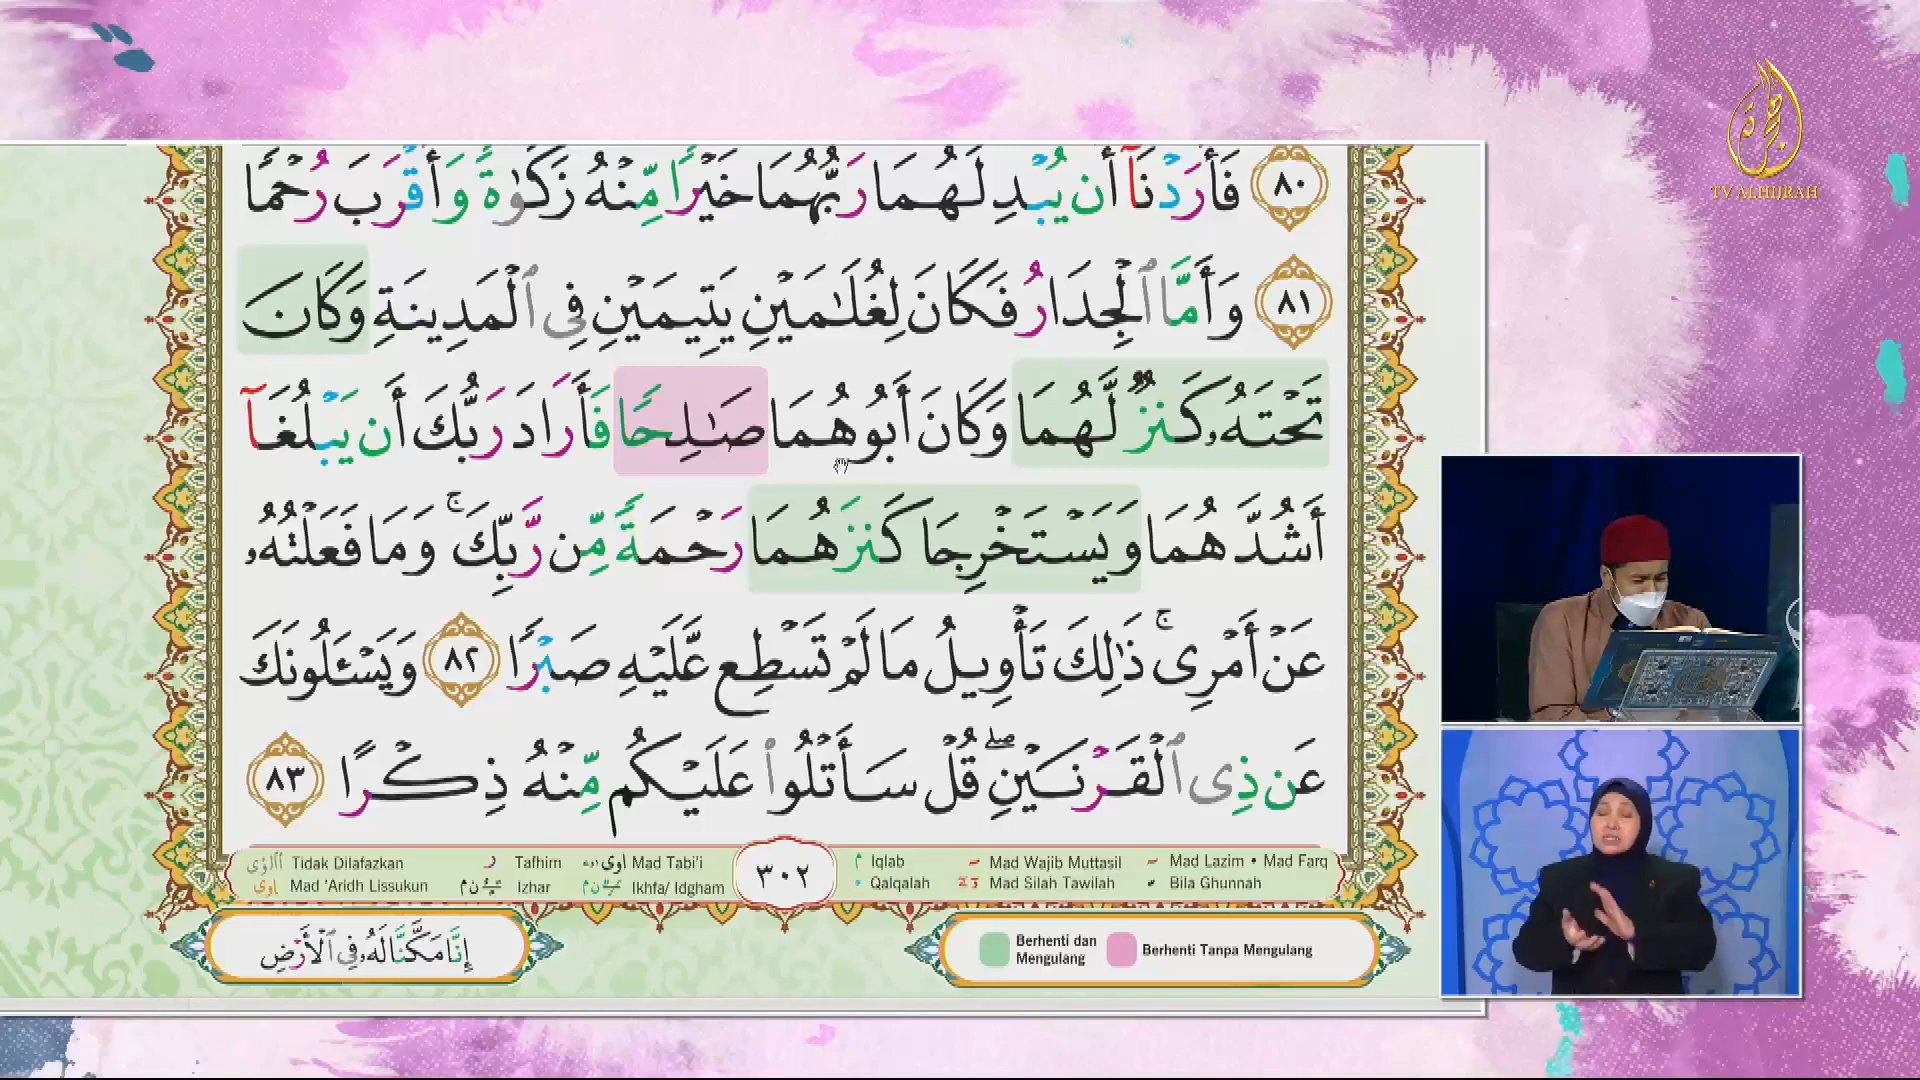 TV ALHIJRAH
٨٠ فَأَرَدْنَآ أَن يُبْدِلَهُمَا رَبُّهُمَا خَيْرًا مِّنْهُ زَكَوٰةً وَأَقْرَبَ رُحْمًا
٨١ وَأَمَّا ٱلْجِدَارُ فَكَانَ لِغُلَـٰمَيْنِ يَتِيمَيْنِ فِى ٱلْمَدِينَةِ وَكَانَ
تَحْتَهُۥ كَنزٌ لَّهُمَا وَكَانَ أَبُوهُمَا صَـٰلِحًا فَأَرَادَ رَبُّكَ أَن يَبْلُغَآ
أَشُدَّهُمَا وَيَسْتَخْرِجَا كَنزَهُمَا رَحْمَةً مِّن رَّبِّكَ ۚ وَمَا فَعَلْتُهُۥ
عَنْ أَمْرِى ۚ ذَٰلِكَ تَأْوِيلُ مَا لَمْ تَسْطِع عَّلَيْهِ صَبْرًا ٨٢ وَيَسْـَٔلُونَكَ
عَن ذِى ٱلْقَرْنَيْنِ ۖ قُلْ سَأَتْلُوا۟ عَلَيْكُم مِّنْهُ ذِكْرًا ٨٣
Tidak Dilafazkan Tafhim Mad Tabi'i ٣٠٢ Iqlab Mad Wajib Muttasil Mad Lazim • Mad Farq
Mad 'Aridh Lissukun Izhar Ikhfa/ Idgham Qalqalah Mad Silah Tawilah Bila Ghunnah
إِنَّا مَكَّنَّا لَهُۥ فِى ٱلْأَرْضِ
Berhenti dan Mengulang
Berhenti Tanpa Mengulang